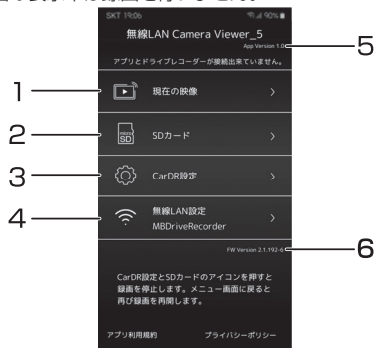 SKT 19:06 90%
無線LAN Camera Viewer_5
App Version 1.0
5
アプリとドライブレコーダーが接続出来ていません。
1
現在の映像
2
micro SD
SDカード
3
CarDR設定
4
無線LAN設定
MBDriveRecorder
FW Version 2.1.192-6
6
CarDR設定とSDカードのアイコンを押すと
録画を停止します。メニュー画面に戻ると
再び録画を再開します。
アプリ利用規約 プライバシーポリシー